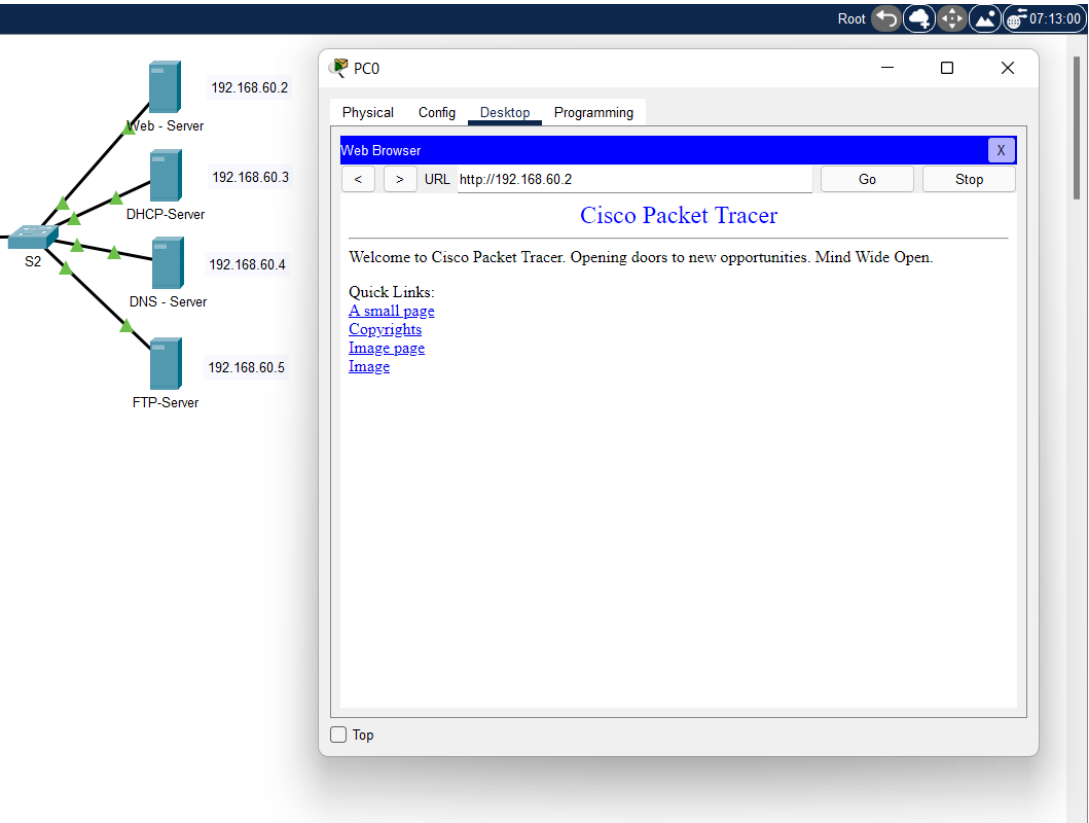 Root 07:13:00
192.168.60.2
Web - Server
192.168.60.3
DHCP-Server
S2
192.168.60.4
DNS - Server
192.168.60.5
FTP-Server
PC0
Physical Config Desktop Programming
Web Browser X
< > URL http://192.168.60.2 Go Stop
Cisco Packet Tracer
Welcome to Cisco Packet Tracer. Opening doors to new opportunities. Mind Wide Open.
Quick Links:
A small page
Copyrights
Image page
Image
Top